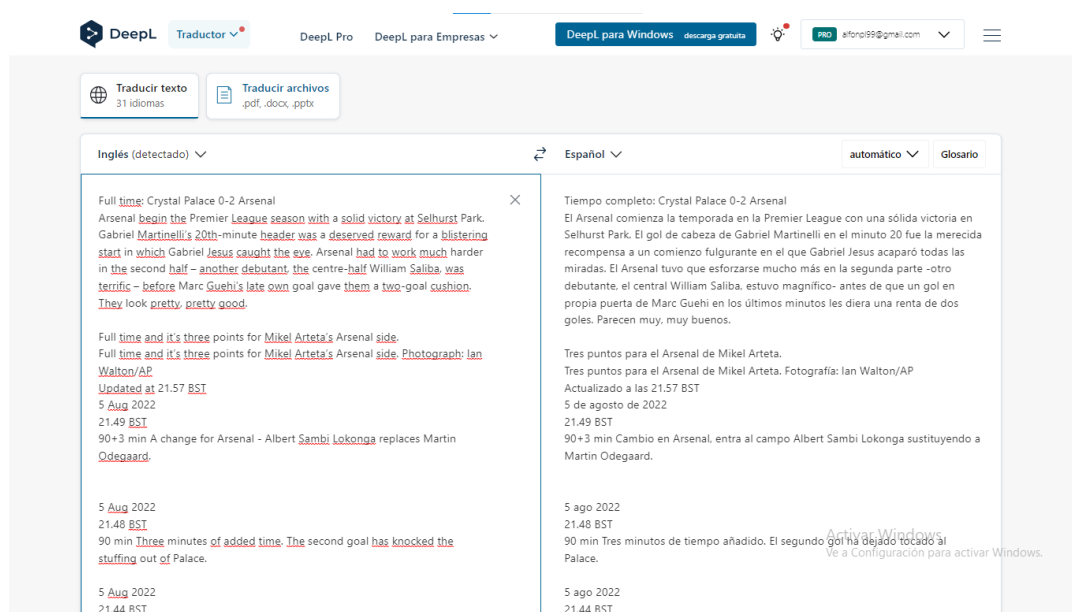 DeepL
Traductor
DeepL Pro
DeepL para Empresas
DeepL para Windows descarga gratuita
PRO alfonpl99@gmail.com
Traducir texto
31 idiomas
Traducir archivos
.pdf, .docx, .pptx
Inglés (detectado)
Español
automático
Glosario
Full time: Crystal Palace 0-2 Arsenal
Arsenal begin the Premier League season with a solid victory at Selhurst Park.
Gabriel Martinelli's 20th-minute header was a deserved reward for a blistering
start in which Gabriel Jesus caught the eye. Arsenal had to work much harder
in the second half – another debutant, the centre-half William Saliba, was
terrific – before Marc Guehi's late own goal gave them a two-goal cushion.
They look pretty, pretty good.
Full time and it's three points for Mikel Arteta's Arsenal side.
Full time and it's three points for Mikel Arteta's Arsenal side. Photograph: Ian
Walton/AP
Updated at 21.57 BST
5 Aug 2022
21.49 BST
90+3 min A change for Arsenal - Albert Sambi Lokonga replaces Martin
Odegaard.
5 Aug 2022
21.48 BST
90 min Three minutes of added time. The second goal has knocked the
stuffing out of Palace.
5 Aug 2022
21.44 BST
Tiempo completo: Crystal Palace 0-2 Arsenal
El Arsenal comienza la temporada en la Premier League con una sólida victoria en
Selhurst Park. El gol de cabeza de Gabriel Martinelli en el minuto 20 fue la merecida
recompensa a un comienzo fulgurante en el que Gabriel Jesus acaparó todas las
miradas. El Arsenal tuvo que esforzarse mucho más en la segunda parte -otro
debutante, el central William Saliba, estuvo magnífico- antes de que un gol en
propia puerta de Marc Guehi en los últimos minutos les diera una renta de dos
goles. Parecen muy, muy buenos.
Tres puntos para el Arsenal de Mikel Arteta.
Tres puntos para el Arsenal de Mikel Arteta. Fotografía: Ian Walton/AP
Actualizado a las 21.57 BST
5 de agosto de 2022
21.49 BST
90+3 min Cambio en Arsenal, entra al campo Albert Sambi Lokonga sustituyendo a
Martin Odegaard.
5 ago 2022
21.48 BST
90 min Tres minutos de tiempo añadido. El segundo gol ha dejado tocado al
Palace.
5 ago 2022
21.44 BST
Activar Windows
Ve a Configuración para activar Windows.